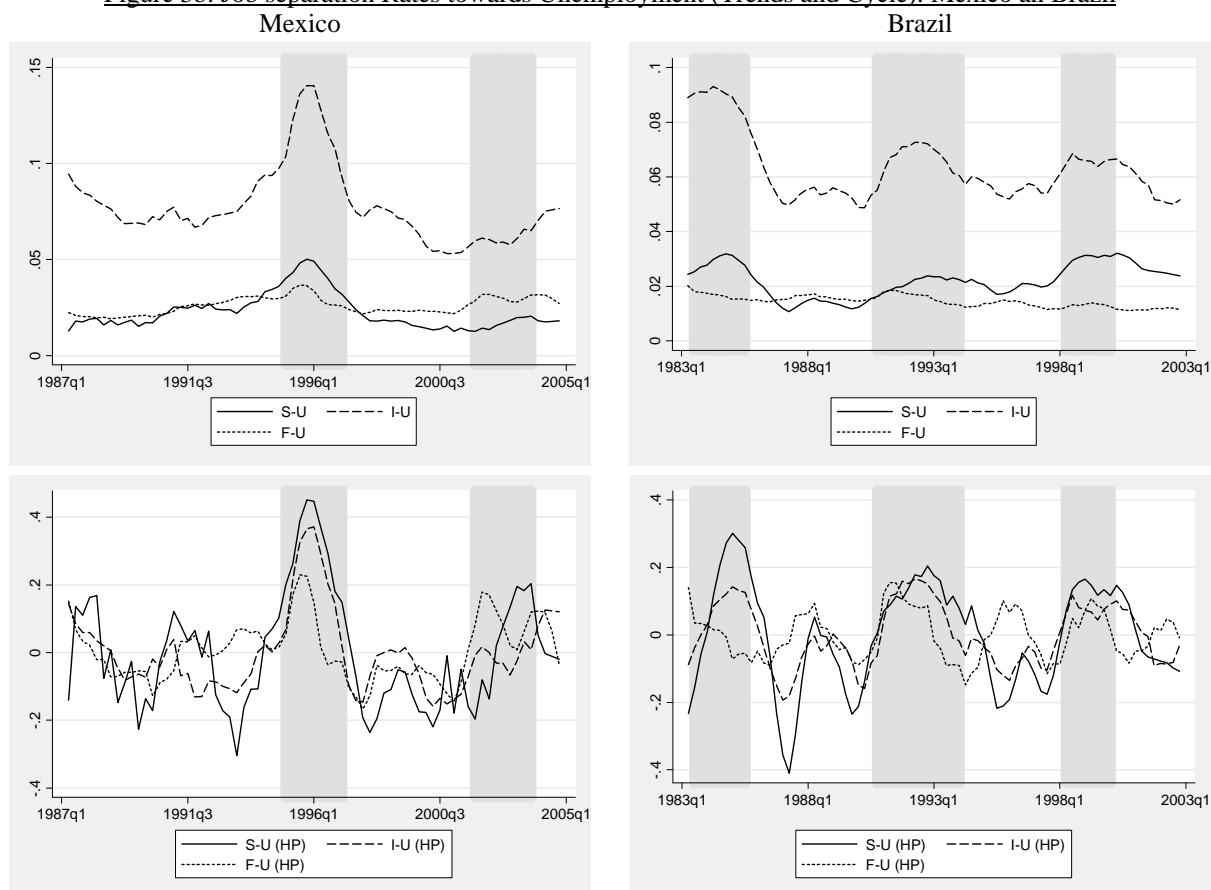 Figure 3b: Job separation Rates towards Unemployment (Trends and Cycle): Mexico an Brazil
Mexico
Brazil
.15
.1
.05
0
1987q1 1991q3 1996q1 2000q3 2005q1
S-U I-U
F-U
.1
.08
.06
.04
.02
0
1983q1 1988q1 1993q1 1998q1 2003q1
S-U I-U
F-U
.4
.2
0
-.2
-.4
1987q1 1991q3 1996q1 2000q3 2005q1
S-U (HP) I-U (HP)
F-U (HP)
.4
.2
0
-.2
-.4
1983q1 1988q1 1993q1 1998q1 2003q1
S-U (HP) I-U (HP)
F-U (HP)